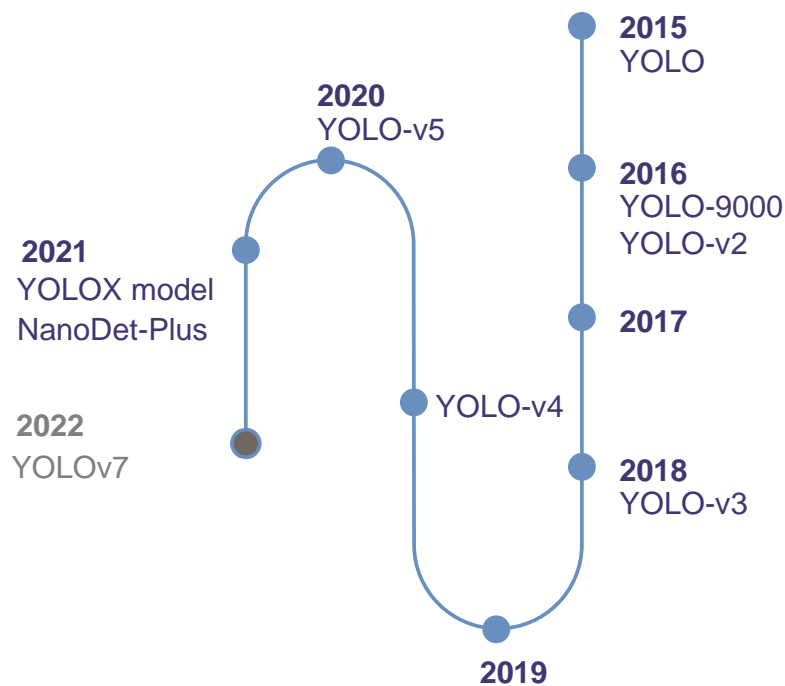 2015
YOLO
2016
YOLO-9000
YOLO-v2
2017
2018
YOLO-v3
2019
YOLO-v4
2020
YOLO-v5
2021
YOLOX model
NanoDet-Plus
2022
YOLOv7